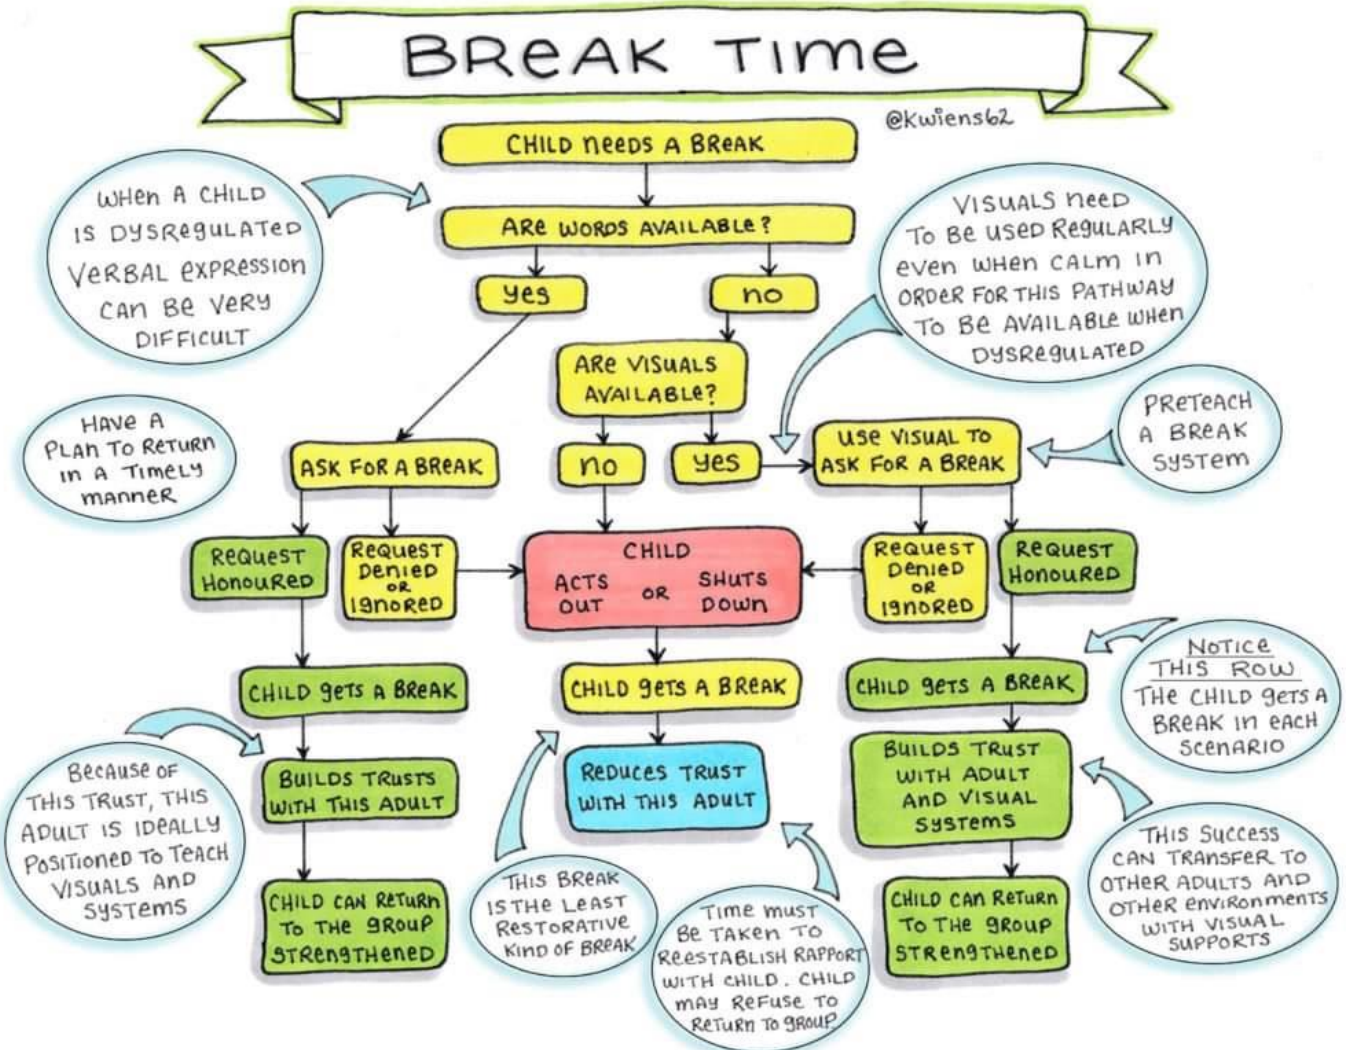 BREAK TIME
@Kwiens62
CHILD NEEDS A BREAK
WHEN A CHILD
IS DYSREGULATED
VERBAL EXPRESSION
CAN BE VERY
DIFFICULT
ARE WORDS AVAILABLE?
VISUALS NEED
TO BE USED REGULARLY
EVEN WHEN CALM IN
ORDER FOR THIS PATHWAY
TO BE AVAILABLE WHEN
DYSREGULATED
yes
no
ARE VISUALS
AVAILABLE?
HAVE A
PLAN TO RETURN
IN A TIMELY
MANNER
PRETEACH
A BREAK
SYSTEM
ASK FOR A BREAK
no
yes
USE VISUAL TO
ASK FOR A BREAK
REQUEST
HONOURED
REQUEST
DENIED
OR
IGNORED
CHILD
ACTS
OUT
OR
SHUTS
DOWN
REQUEST
DENIED
OR
IGNORED
REQUEST
HONOURED
CHILD GETS A BREAK
CHILD GETS A BREAK
CHILD GETS A BREAK
NOTICE
THIS ROW
THE CHILD GETS A
BREAK IN EACH
SCENARIO
BECAUSE OF
THIS TRUST, THIS
ADULT IS IDEALLY
POSITIONED TO TEACH
VISUALS AND
SYSTEMS
BUILDS TRUSTS
WITH THIS ADULT
REDUCES TRUST
WITH THIS ADULT
BUILDS TRUST
WITH ADULT
AND VISUAL
SYSTEMS
THIS SUCCESS
CAN TRANSFER TO
OTHER ADULTS AND
OTHER ENVIRONMENTS
WITH VISUAL
SUPPORTS
CHILD CAN RETURN
TO THE GROUP
STRENGTHENED
THIS BREAK
IS THE LEAST
RESTORATIVE
KIND OF BREAK
TIME MUST
BE TAKEN TO
REESTABLISH RAPPORT
WITH CHILD. CHILD
MAY REFUSE TO
RETURN TO GROUP.
CHILD CAN RETURN
TO THE GROUP
STRENGTHENED